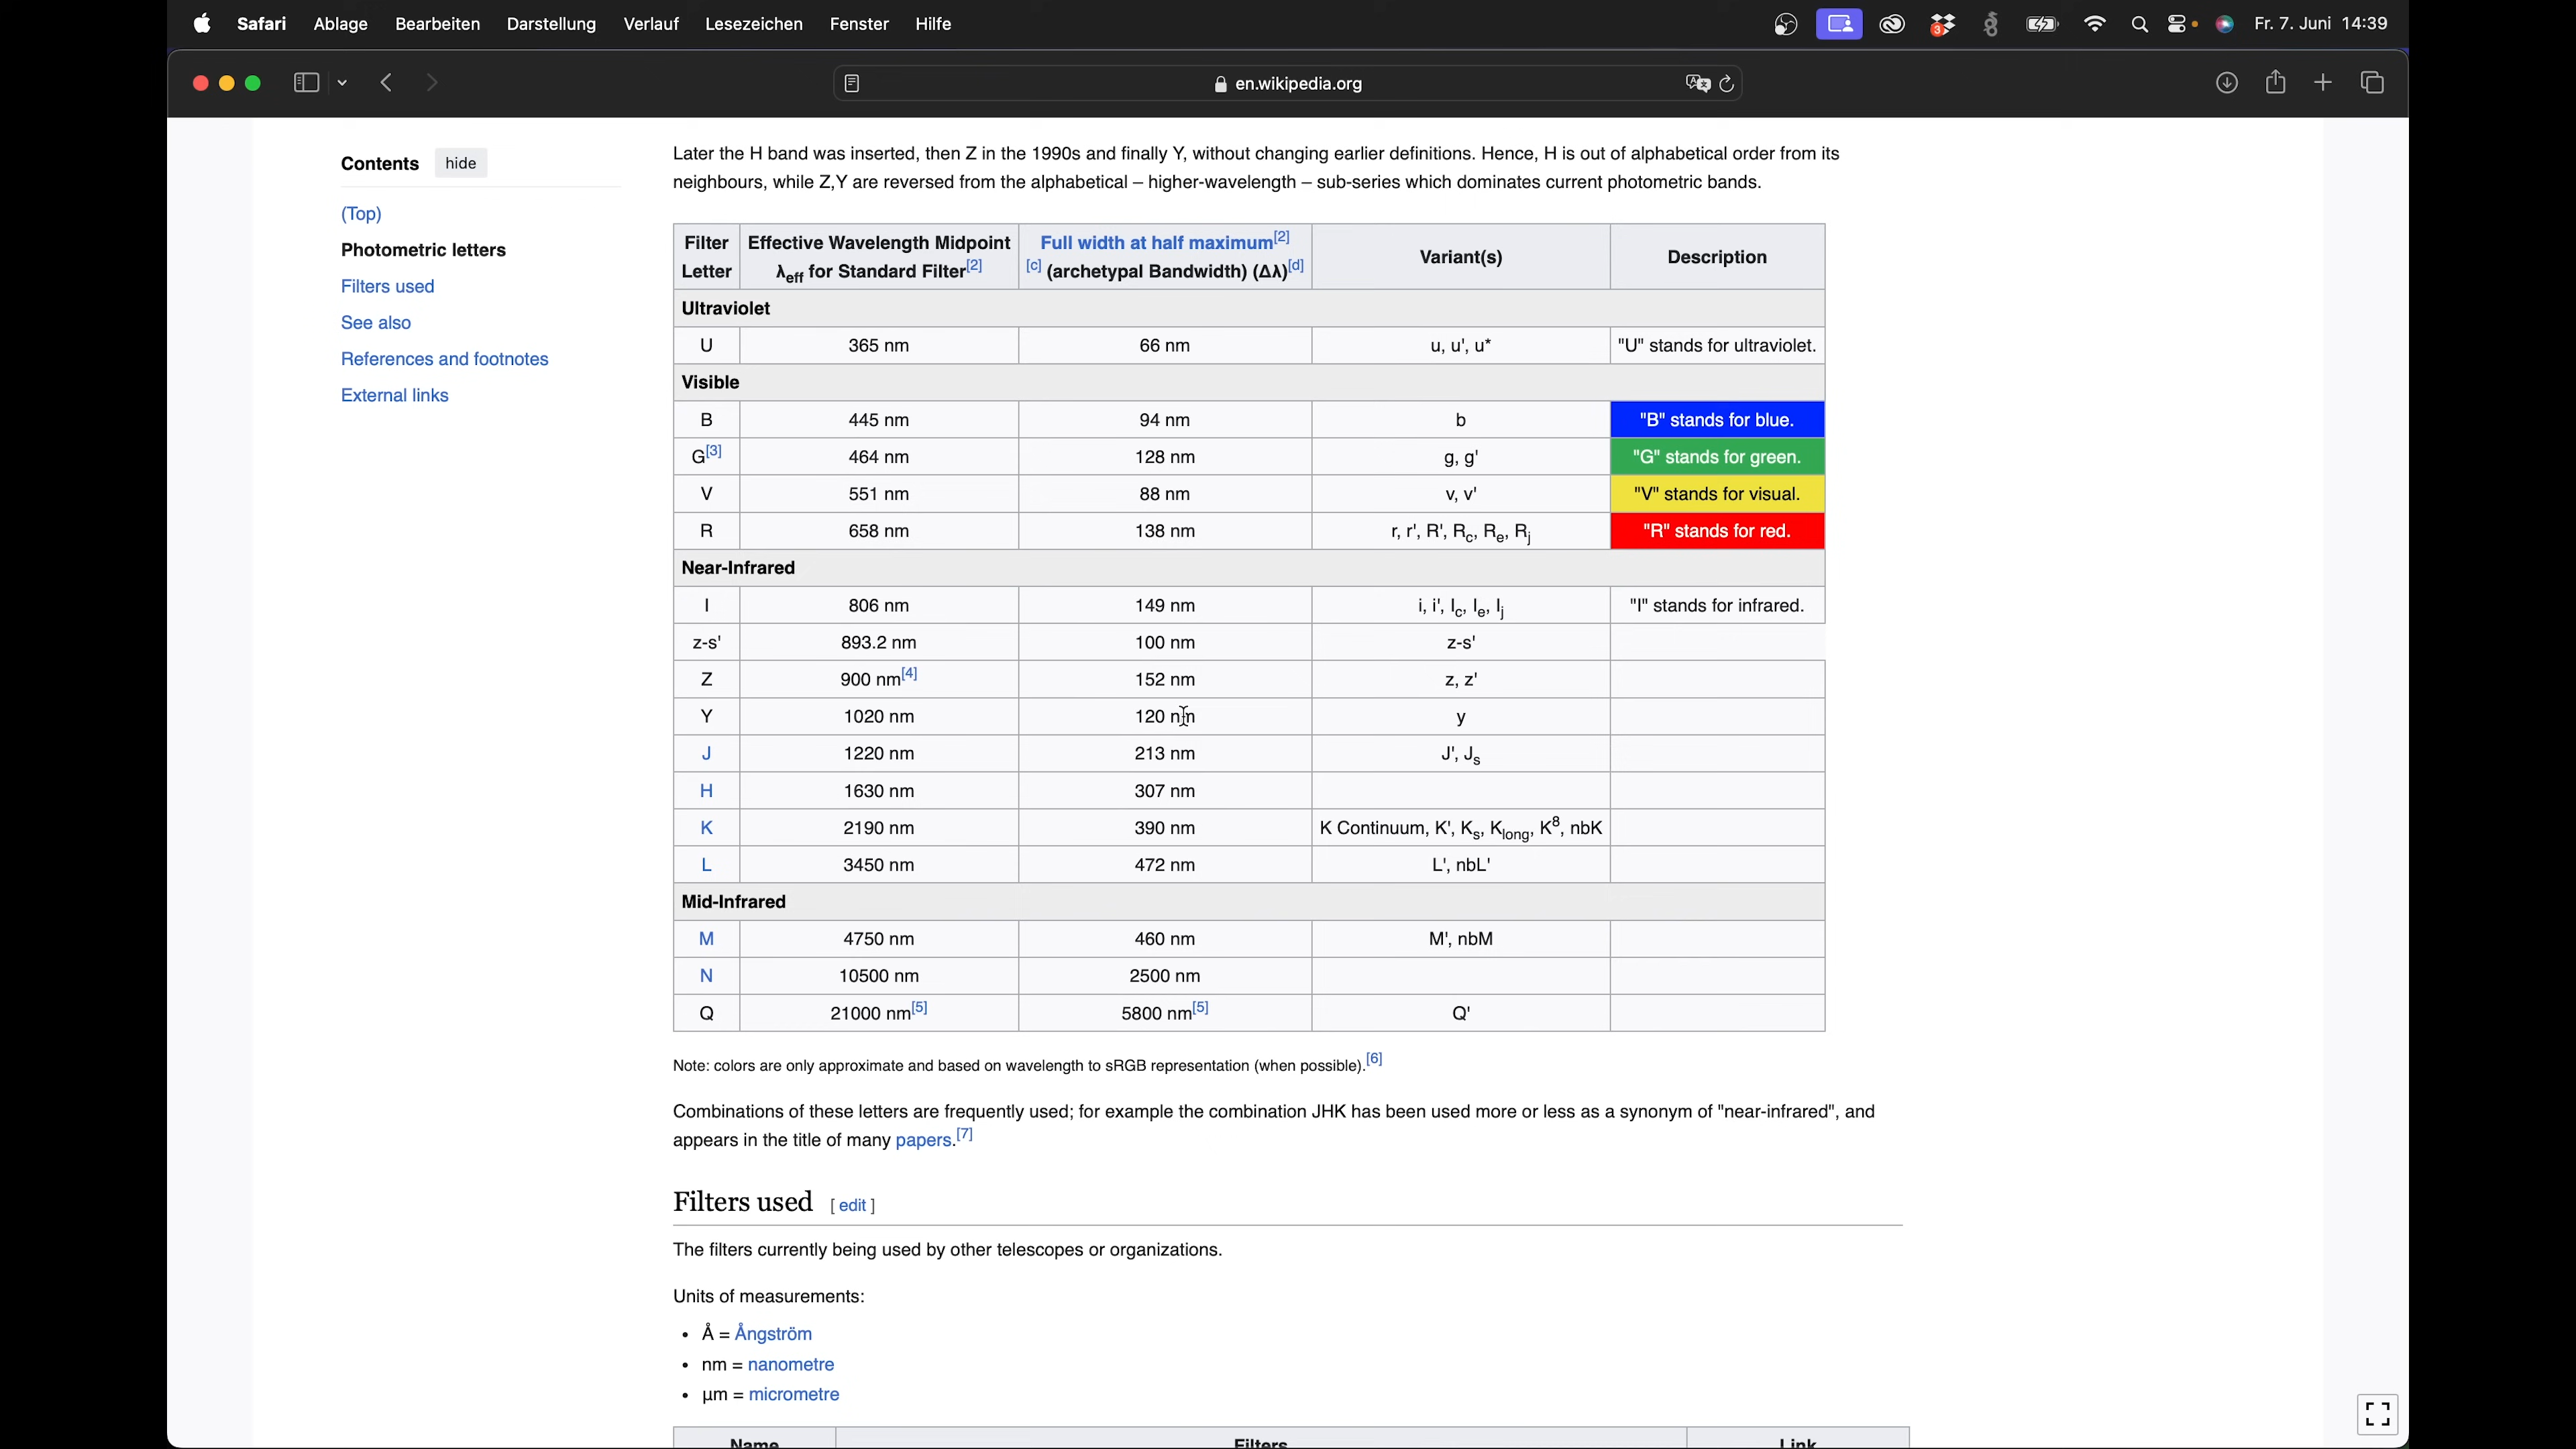 Safari Ablage Bearbeiten Darstellung Verlauf Lesezeichen Fenster Hilfe 3 Fr. 7. Juni 14:39
en.wikipedia.org
Contents hide
(Top)
Photometric letters
Filters used
See also
References and footnotes
External links
Later the H band was inserted, then Z in the 1990s and finally Y, without changing earlier definitions. Hence, H is out of alphabetical order from its
neighbours, while Z,Y are reversed from the alphabetical – higher-wavelength – sub-series which dominates current photometric bands.
Filter Letter Effective Wavelength Midpoint λeff for Standard Filter[2] Full width at half maximum[2][c] (archetypal Bandwidth) (Δλ)[d] Variant(s) Description
Ultraviolet
U 365 nm 66 nm u, u', u* "U" stands for ultraviolet.
Visible
B 445 nm 94 nm b "B" stands for blue.
G[3] 464 nm 128 nm g, g' "G" stands for green.
V 551 nm 88 nm v, v' "V" stands for visual.
R 658 nm 138 nm r, r', R', Rc, Re, Rj "R" stands for red.
Near-Infrared
I 806 nm 149 nm i, i', Ic, Ie, Ij "I" stands for infrared.
z-s' 893.2 nm 100 nm z-s'
Z 900 nm[4] 152 nm z, z'
Y 1020 nm 120 nm y
J 1220 nm 213 nm J', Js
H 1630 nm 307 nm
K 2190 nm 390 nm K Continuum, K', Ks, Klong, K8, nbK
L 3450 nm 472 nm L', nbL'
Mid-Infrared
M 4750 nm 460 nm M', nbM
N 10500 nm 2500 nm
Q 21000 nm[5] 5800 nm[5] Q'
Note: colors are only approximate and based on wavelength to sRGB representation (when possible).[6]
Combinations of these letters are frequently used; for example the combination JHK has been used more or less as a synonym of "near-infrared", and
appears in the title of many papers.[7]
Filters used [ edit ]
The filters currently being used by other telescopes or organizations.
Units of measurements:
• Å = Ångström
• nm = nanometre
• µm = micrometre
Name Filters Link